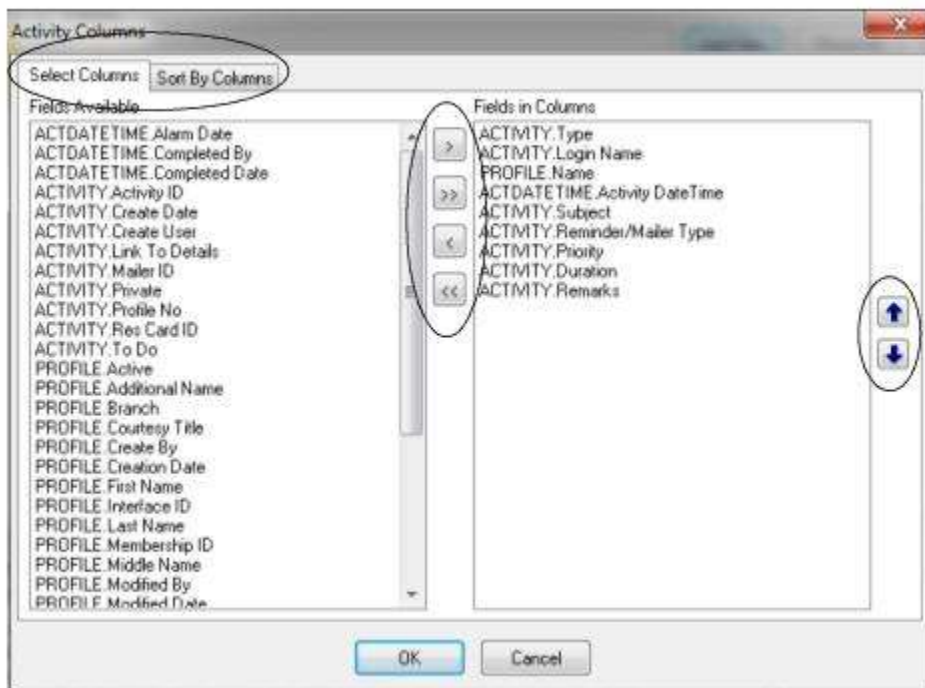 Activity Columns
Select Columns
Sort By Columns
Fields Available
ACTDATETIME.Alarm Date
ACTDATETIME.Completed By
ACTDATETIME.Completed Date
ACTIVITY.Activity ID
ACTIVITY.Create Date
ACTIVITY.Create User
ACTIVITY.Link To Details
ACTIVITY.Mailer ID
ACTIVITY.Private
ACTIVITY.Profile No
ACTIVITY.Res Card ID
ACTIVITY.To Do
PROFILE.Active
PROFILE.Additional Name
PROFILE.Branch
PROFILE.Courtesy Title
PROFILE.Create By
PROFILE.Creation Date
PROFILE.First Name
PROFILE.Interface ID
PROFILE.Last Name
PROFILE.Membership ID
PROFILE.Middle Name
PROFILE.Modified By
PROFILE.Modified Date
>
>>
<
<<
Fields in Columns
ACTIVITY.Type
ACTIVITY.Login Name
PROFILE.Name
ACTDATETIME.Activity DateTime
ACTIVITY.Subject
ACTIVITY.Reminder/Mailer Type
ACTIVITY.Priority
ACTIVITY.Duration
ACTIVITY.Remarks
OK
Cancel